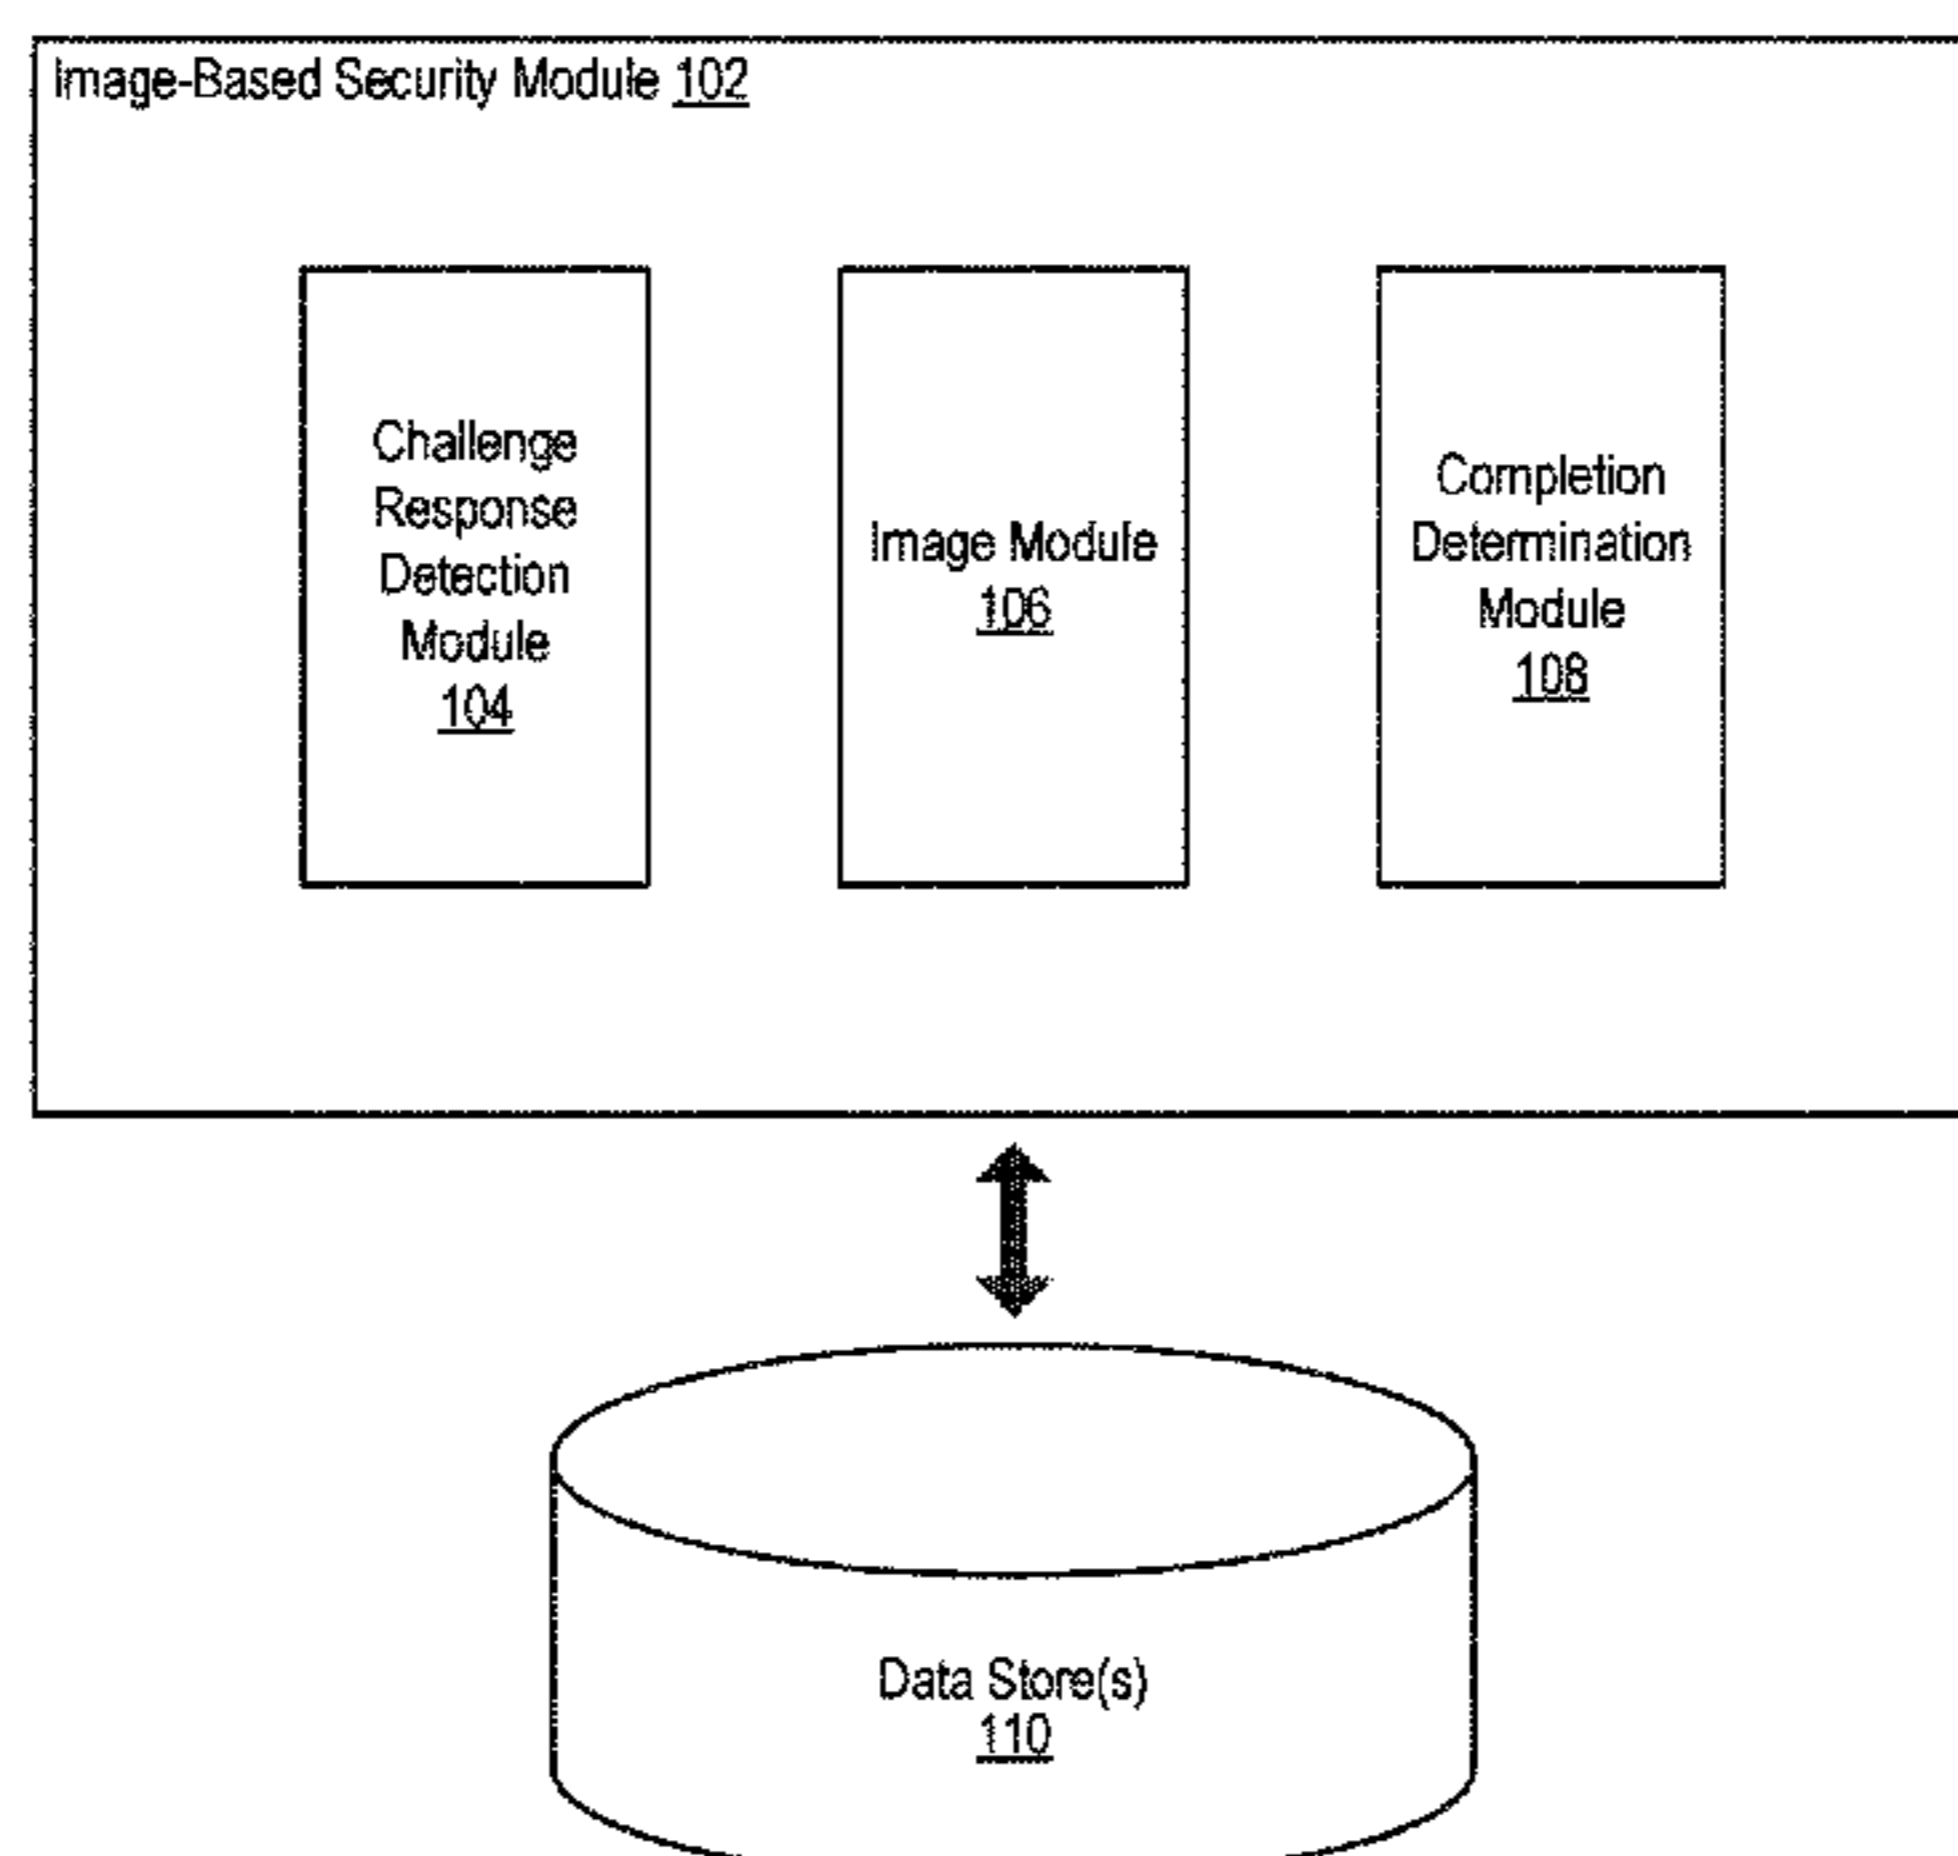 Image-Based Security Module 102
Challenge
Response
Detection
Module
104
Image Module
106
Completion
Determination
Module
108
Data Store(s)
110